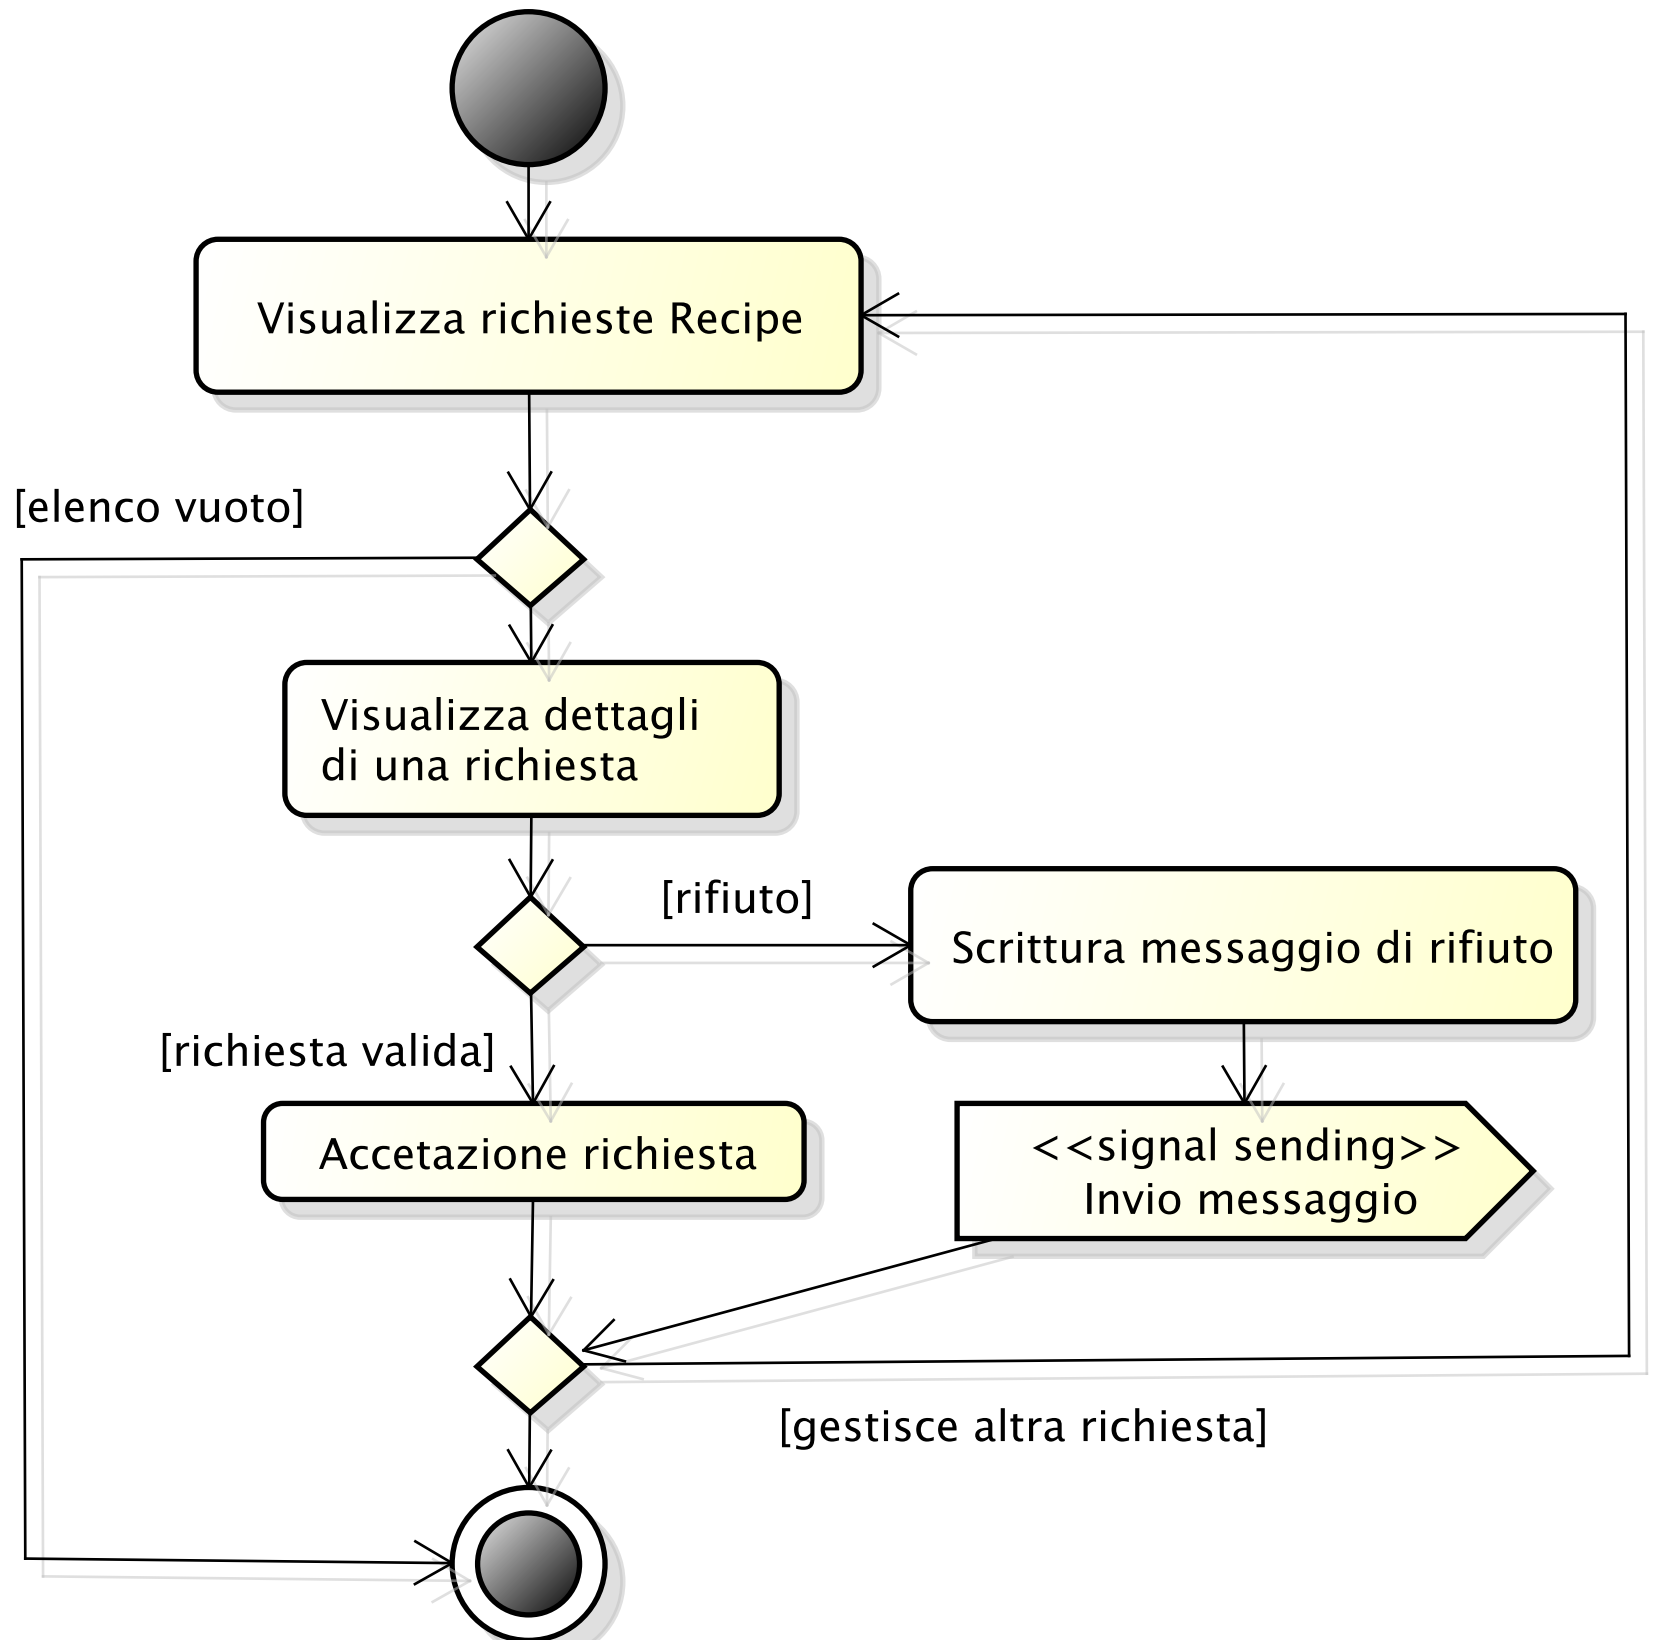 Visualizza richieste Recipe
[elenco vuoto]
Visualizza dettagli
di una richiesta
[rifiuto]
Scrittura messaggio di rifiuto
[richiesta valida]
Accetazione richiesta
<<signal sending>>
Invio messaggio
[gestisce altra richiesta]